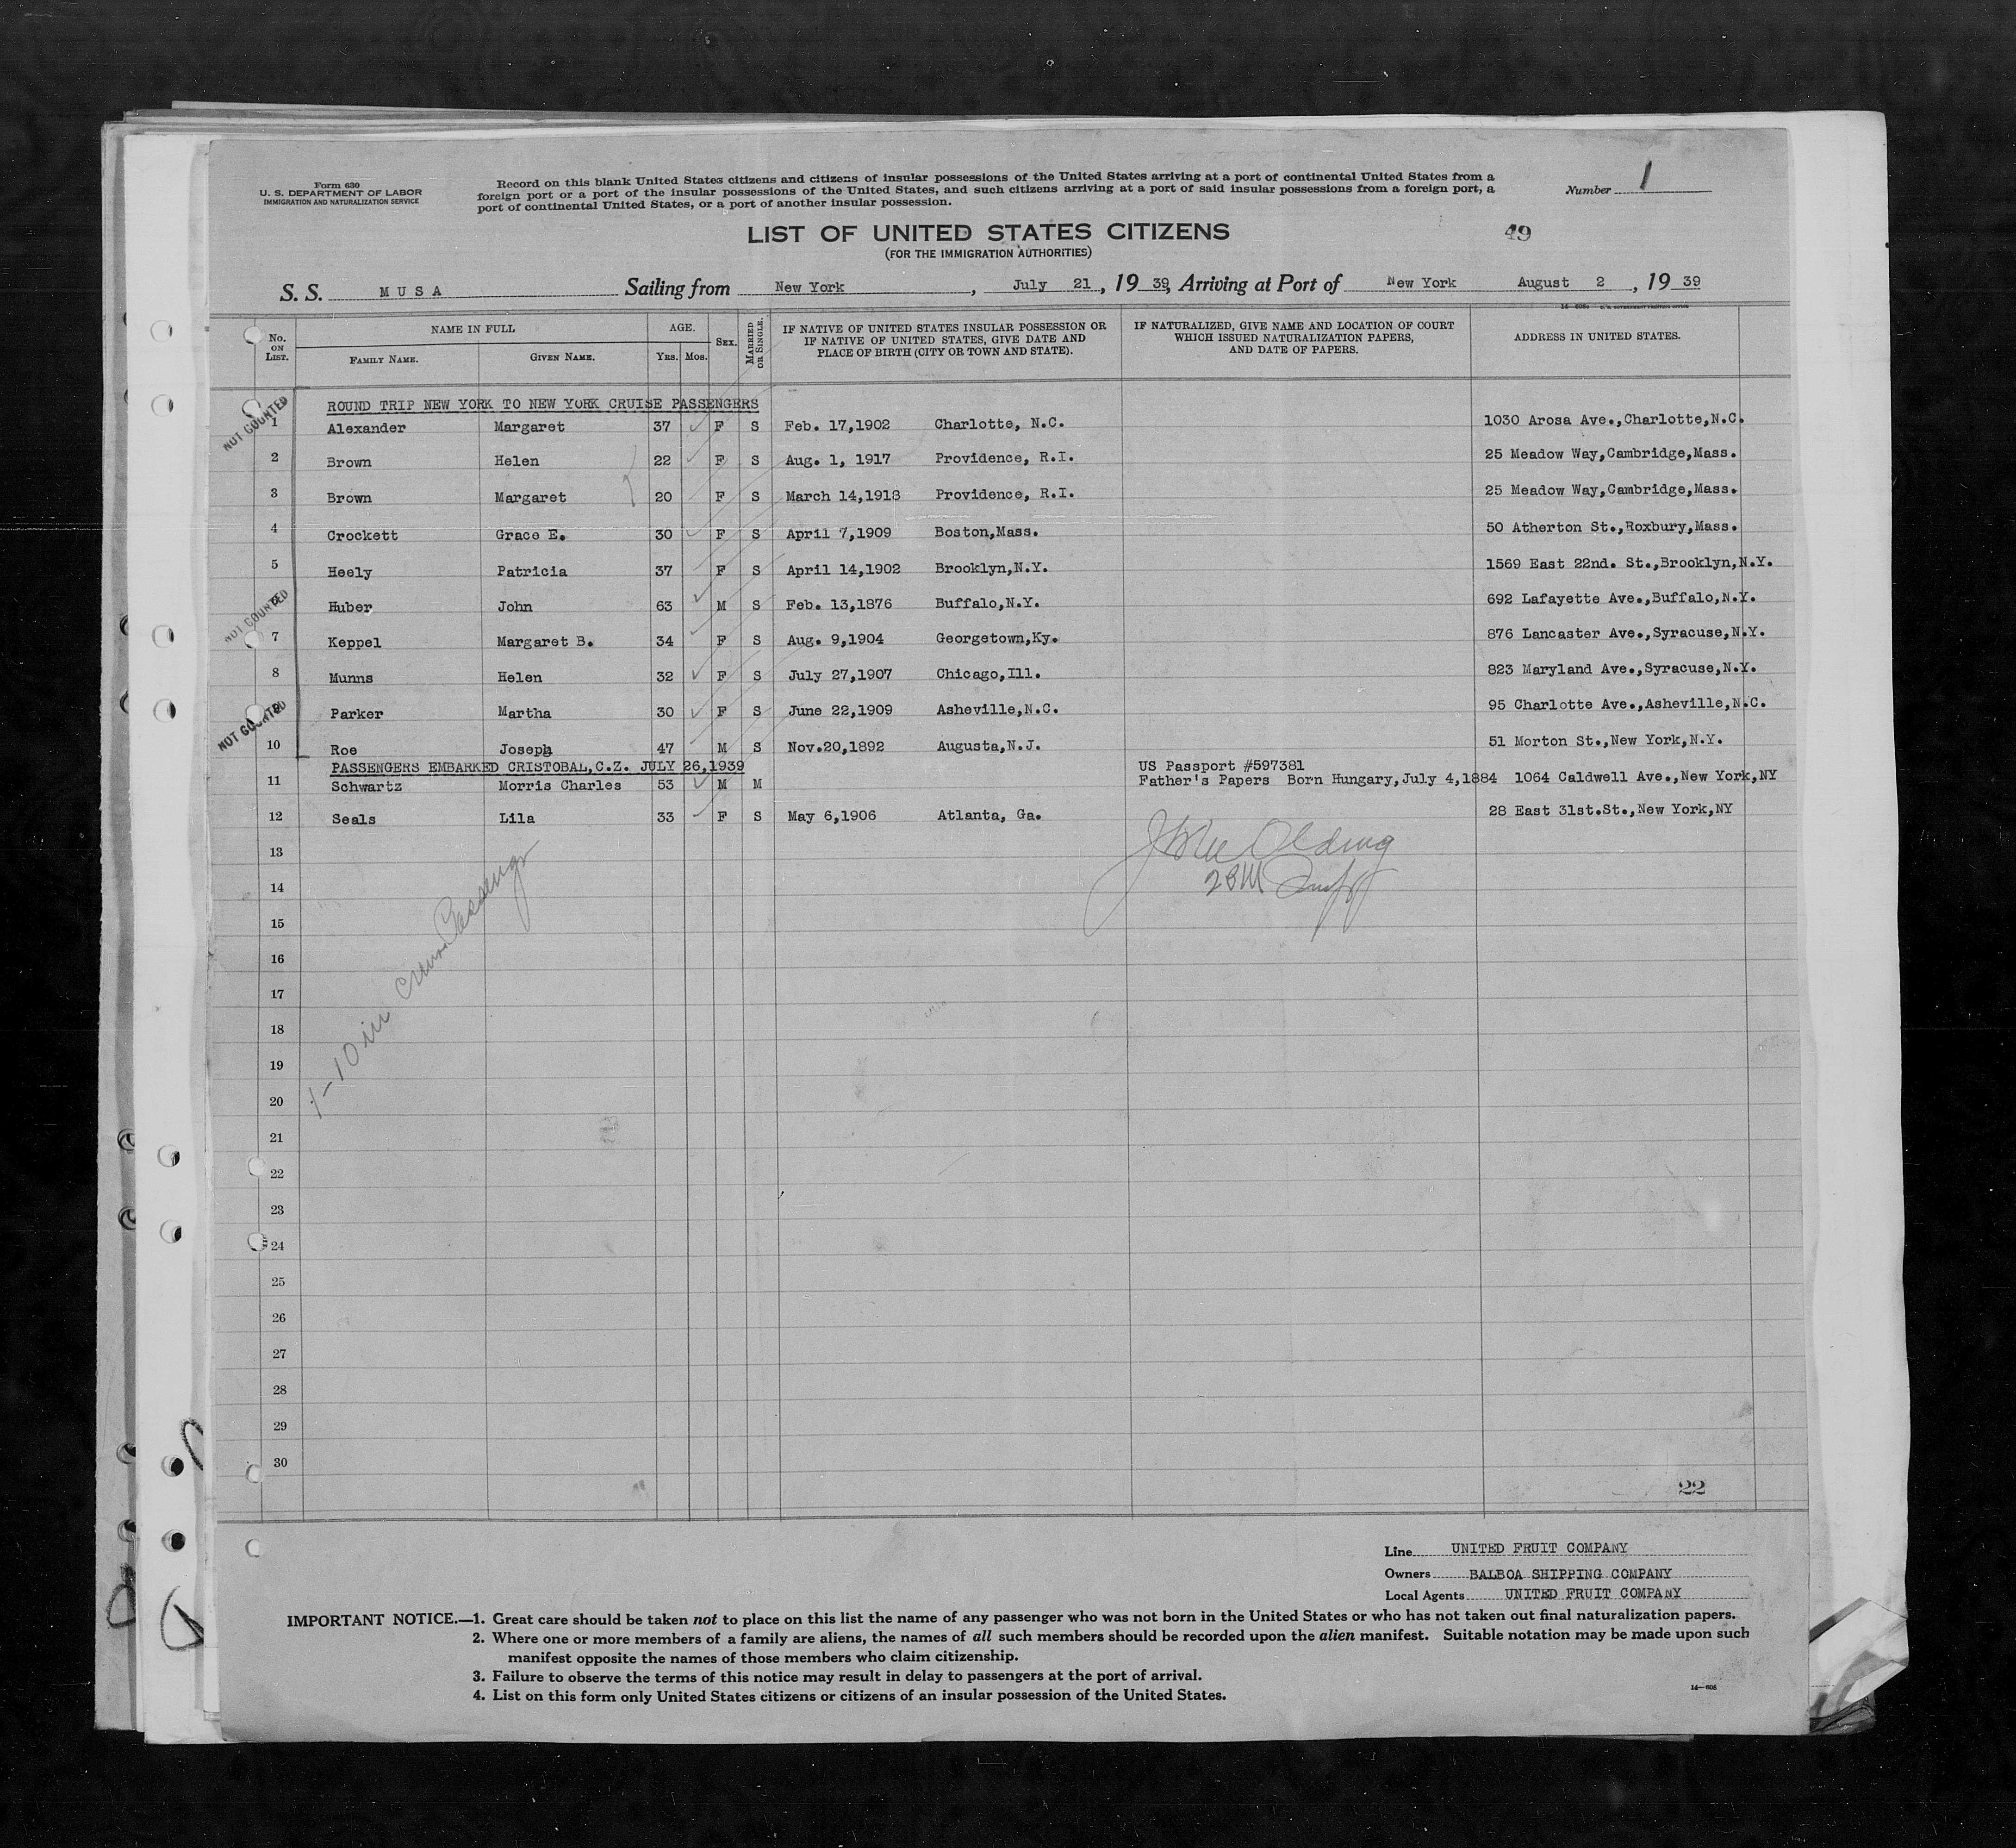 Form 630
U. S. DEPARTMENT OF LABOR
IMMIGRATION AND NATURALIZATION SERVICE
Record on this blank United States citizens and citizens of insular possessions of the United States arriving at a port of continental United States from a
foreign port or a port of the insular possessions of the United States, and such citizens arriving at a port of said insular possessions from a foreign port, a
port of continental United States, or a port of another insular possession.
Number 1
LIST OF UNITED STATES CITIZENS
49
(FOR THE IMMIGRATION AUTHORITIES)
S. S. MUSA Sailing from New York, July 21, 1939, Arriving at Port of New York August 2, 1939
No. ON LIST.
NAME IN FULL
FAMILY NAME.
GIVEN NAME.
AGE.
YRS. MOS.
SEX.
MARRIED OR SINGLE.
IF NATIVE OF UNITED STATES INSULAR POSSESSION OR
IF NATIVE OF UNITED STATES, GIVE DATE AND
PLACE OF BIRTH (CITY OR TOWN AND STATE).
IF NATURALIZED, GIVE NAME AND LOCATION OF COURT
WHICH ISSUED NATURALIZATION PAPERS,
AND DATE OF PAPERS.
ADDRESS IN UNITED STATES.
NOT COUNTED
ROUND TRIP NEW YORK TO NEW YORK CRUISE PASSENGERS
1 Alexander Margaret 37 F S Feb. 17,1902 Charlotte, N.C. 1030 Arosa Ave.,Charlotte,N.C.
2 Brown Helen 22 F S Aug. 1, 1917 Providence, R.I. 25 Meadow Way,Cambridge,Mass.
3 Brown Margaret 20 F S March 14,1918 Providence, R.I. 25 Meadow Way,Cambridge,Mass.
4 Crockett Grace E. 30 F S April 7,1909 Boston,Mass. 50 Atherton St.,Roxbury,Mass.
5 Heely Patricia 37 F S April 14,1902 Brooklyn,N.Y. 1569 East 22nd. St.,Brooklyn,N.Y.
NOT COUNTED
6 Huber John 63 M S Feb. 13,1876 Buffalo,N.Y. 692 Lafayette Ave.,Buffalo,N.Y.
7 Keppel Margaret B. 34 F S Aug. 9,1904 Georgetown,Ky. 876 Lancaster Ave.,Syracuse,N.Y.
8 Munns Helen 32 F S July 27,1907 Chicago,Ill. 823 Maryland Ave.,Syracuse,N.Y.
NOT COUNTED
9 Parker Martha 30 F S June 22,1909 Asheville,N.C. 95 Charlotte Ave.,Asheville,N.C.
10 Roe Joseph 47 M S Nov.20,1892 Augusta,N.J. 51 Morton St.,New York,N.Y.
PASSENGERS EMBARKED CRISTOBAL,C.Z. JULY 26,1939 US Passport #597381
11 Schwartz Morris Charles 53 M M Father's Papers Born Hungary,July 4,1884 1064 Caldwell Ave.,New York,NY
12 Seals Lila 33 F S May 6,1906 Atlanta, Ga. 28 East 31st.St.,New York,NY
13
14
15
16
17
18
19
20
21
22
23
24
25
26
27
28
29
30
1-10 in Passengr
22
Line UNITED FRUIT COMPANY
Owners BALBOA SHIPPING COMPANY
Local Agents UNITED FRUIT COMPANY
IMPORTANT NOTICE.—1. Great care should be taken not to place on this list the name of any passenger who was not born in the United States or who has not taken out final naturalization papers.
2. Where one or more members of a family are aliens, the names of all such members should be recorded upon the alien manifest. Suitable notation may be made upon such
manifest opposite the names of those members who claim citizenship.
3. Failure to observe the terms of this notice may result in delay to passengers at the port of arrival.
4. List on this form only United States citizens or citizens of an insular possession of the United States.